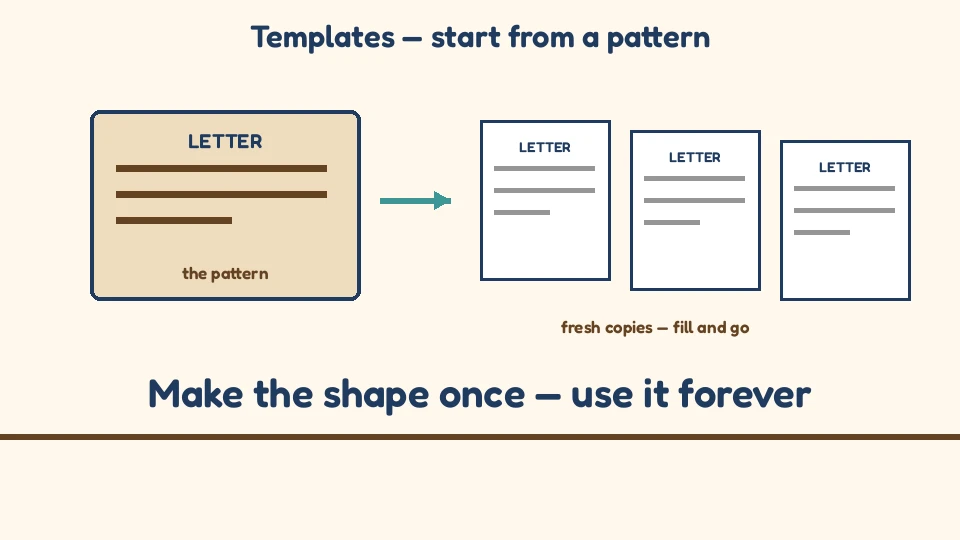 Templates — start from a pattern
LETTER
the pattern
LETTER
LETTER
LETTER
fresh copies — fill and go
Make the shape once — use it forever